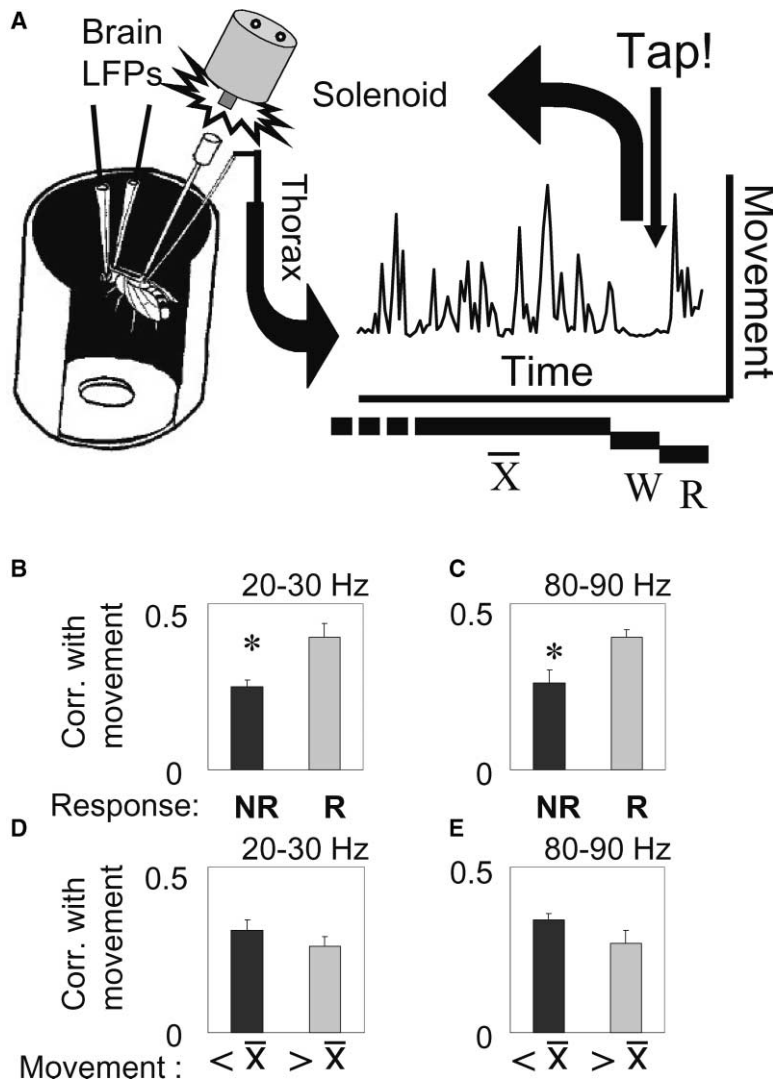 A
Brain
LFPs
Solenoid
Tap!
Thorax
Movement
Time
X̅
W
R
B
20-30 Hz
C
80-90 Hz
Corr. with
movement
0.5
*
0
0.5
*
0
Response: NR R NR R
D
20-30 Hz
E
80-90 Hz
Corr. with
movement
0.5
0
0.5
0
Movement : < X̅ > X̅ < X̅ > X̅